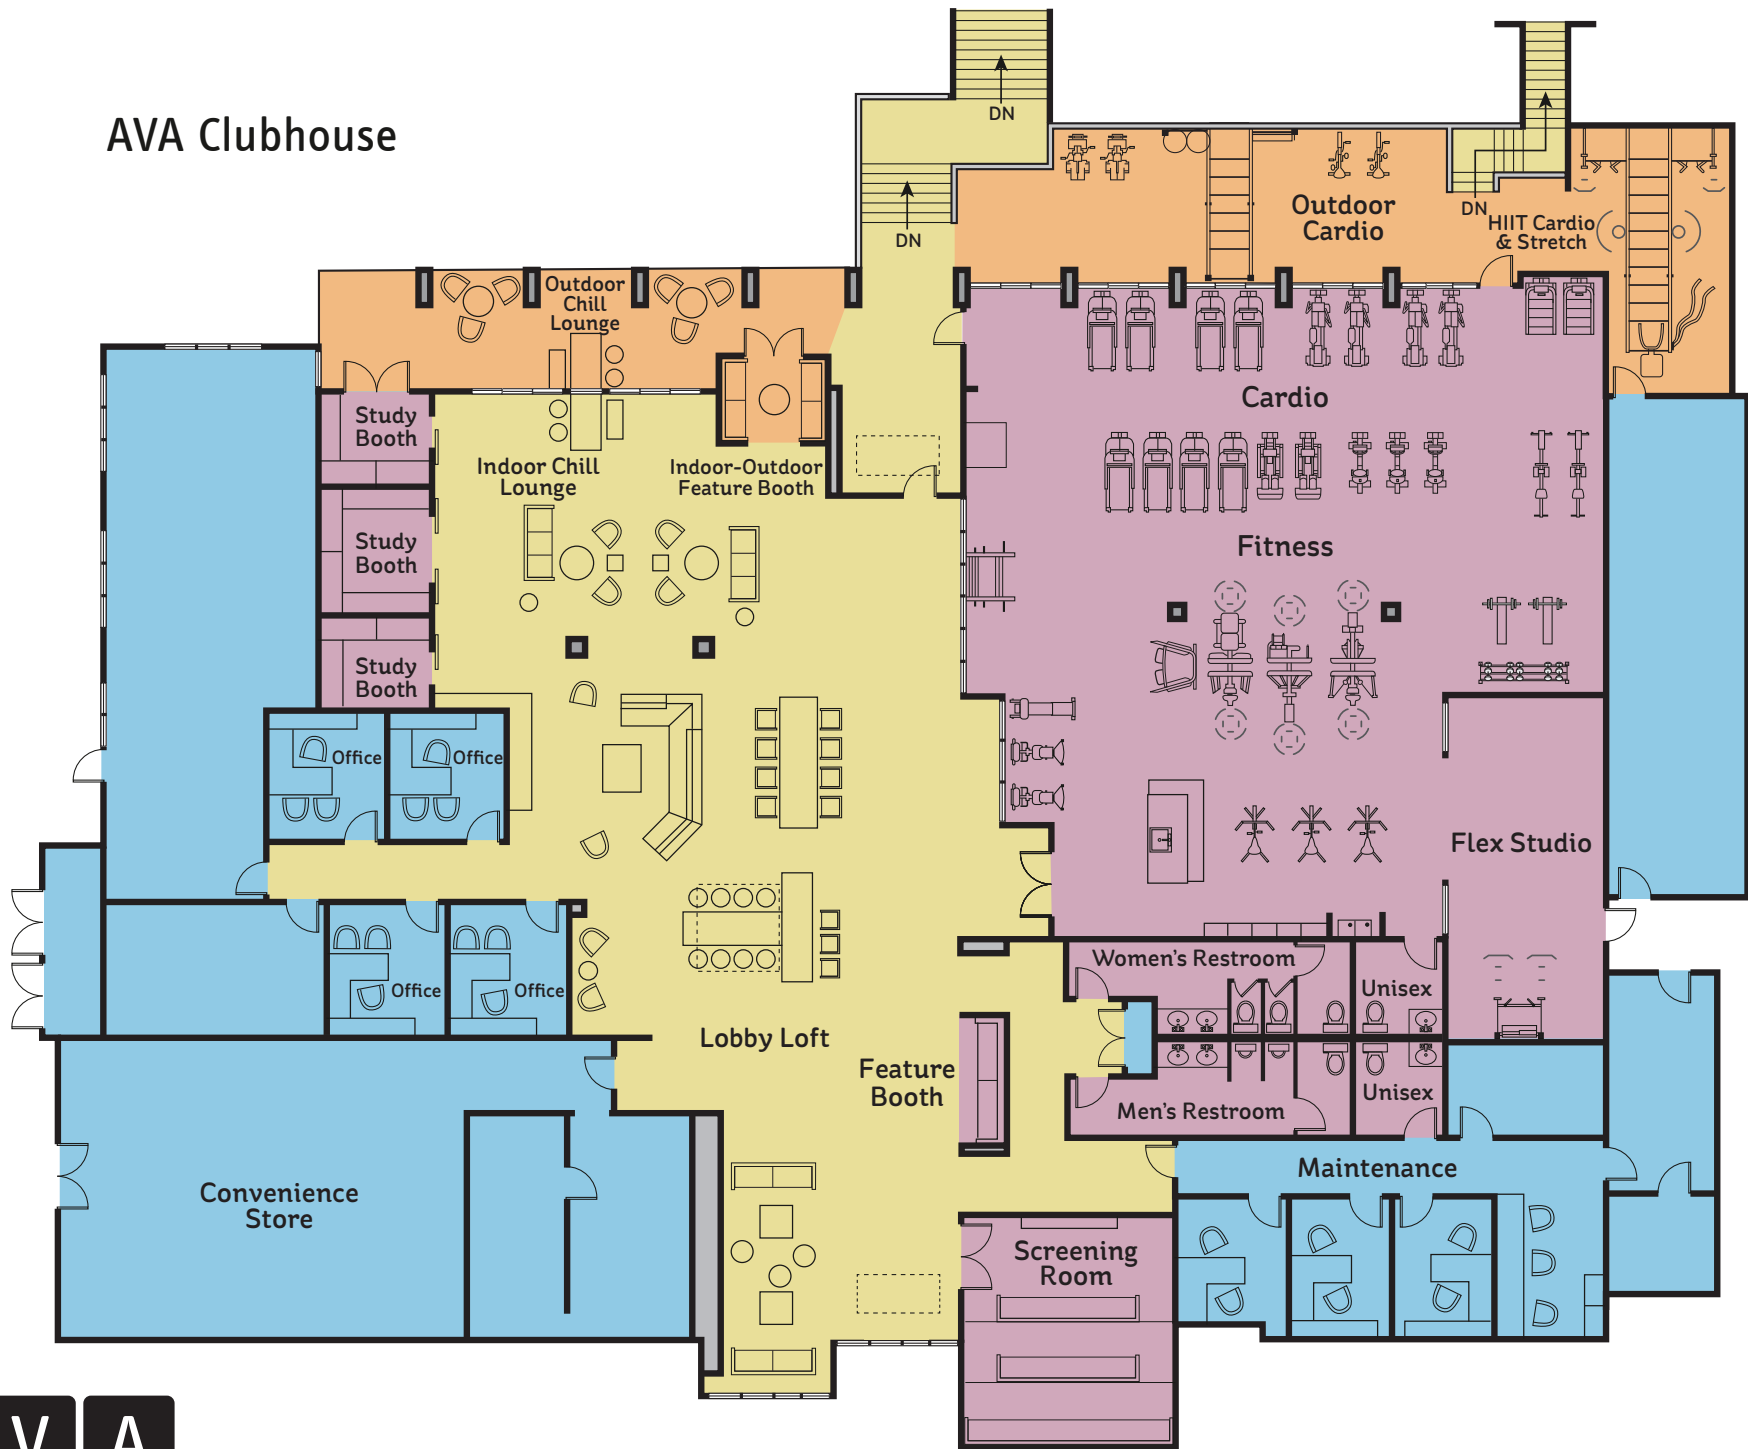 AVA Clubhouse
DN
DN
DN
Outdoor
Cardio
HIIT Cardio
& Stretch
Outdoor
Chill
Lounge
Study
Booth
Indoor Chill
Lounge
Indoor-Outdoor
Feature Booth
Cardio
Study
Booth
Fitness
Study
Booth
Office
Office
Flex Studio
Office
Office
Women's Restroom
Unisex
Lobby Loft
Feature
Booth
Men's Restroom
Unisex
Maintenance
Convenience
Store
Screening
Room
V A